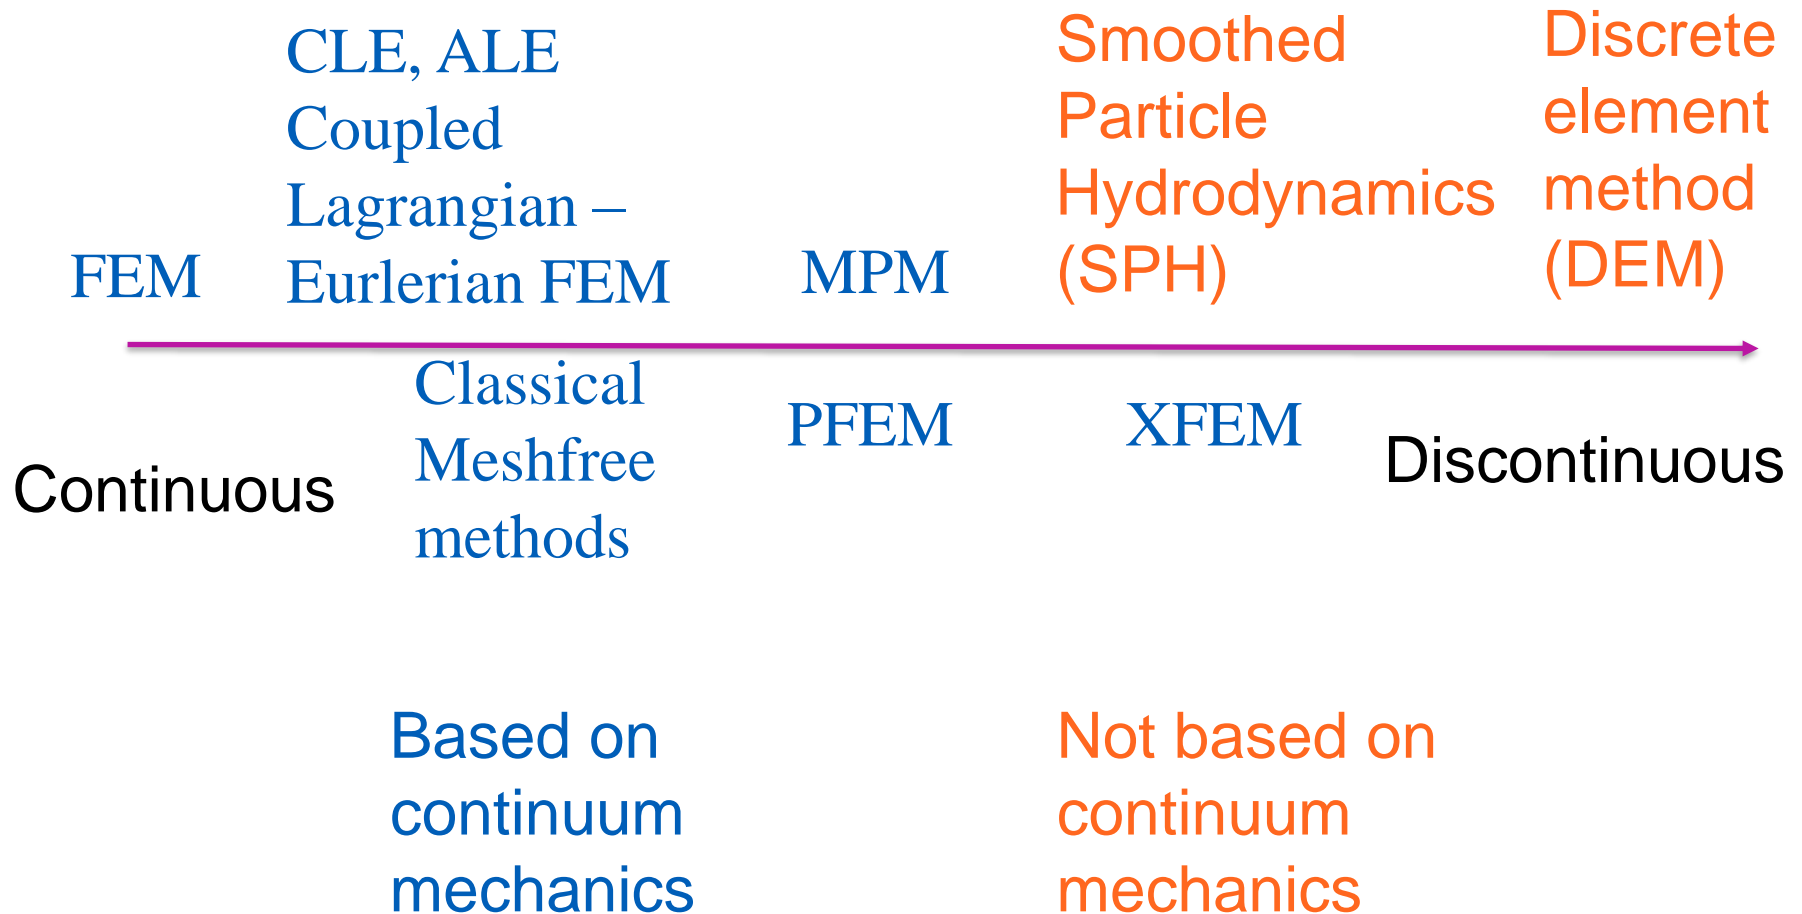 FEM
CLE, ALE
Coupled
Lagrangian –
Eurlerian FEM
MPM
Smoothed
Particle
Hydrodynamics
(SPH)
Discrete
element
method
(DEM)
Classical
Meshfree
methods
PFEM
XFEM
Continuous
Discontinuous
Based on
continuum
mechanics
Not based on
continuum
mechanics